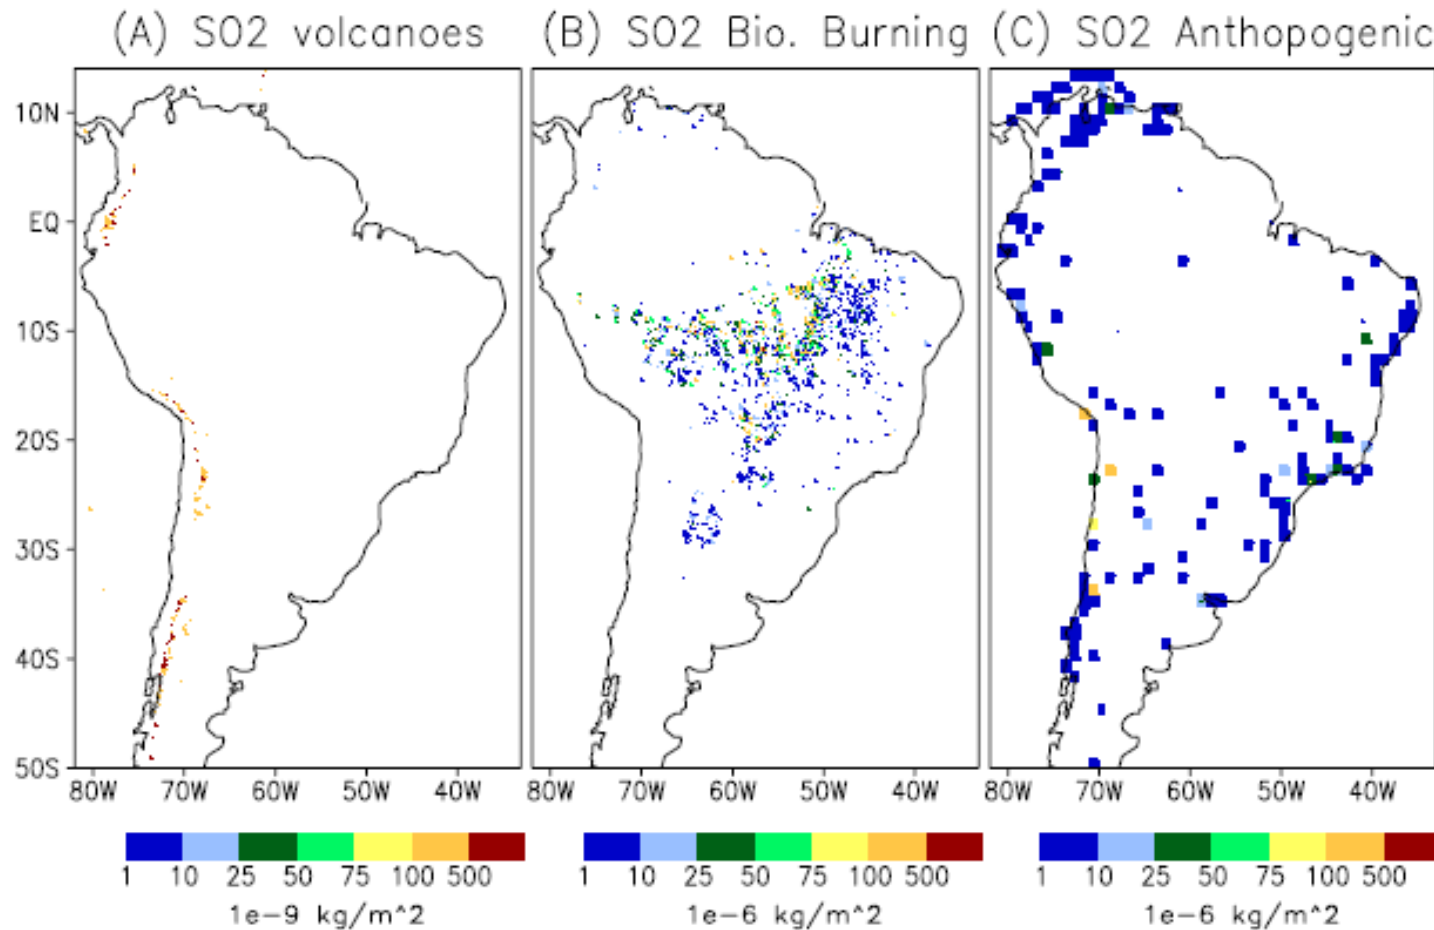 (A) SO2 volcanoes
(B) SO2 Bio. Burning
(C) SO2 Anthopogenic
10N
EQ
10S
20S
30S
40S
50S
80W 70W 60W 50W 40W
80W 70W 60W 50W 40W
80W 70W 60W 50W 40W
1 10 25 50 75 100 500
1e-9 kg/m^2
1 10 25 50 75 100 500
1e-6 kg/m^2
1 10 25 50 75 100 500
1e-6 kg/m^2